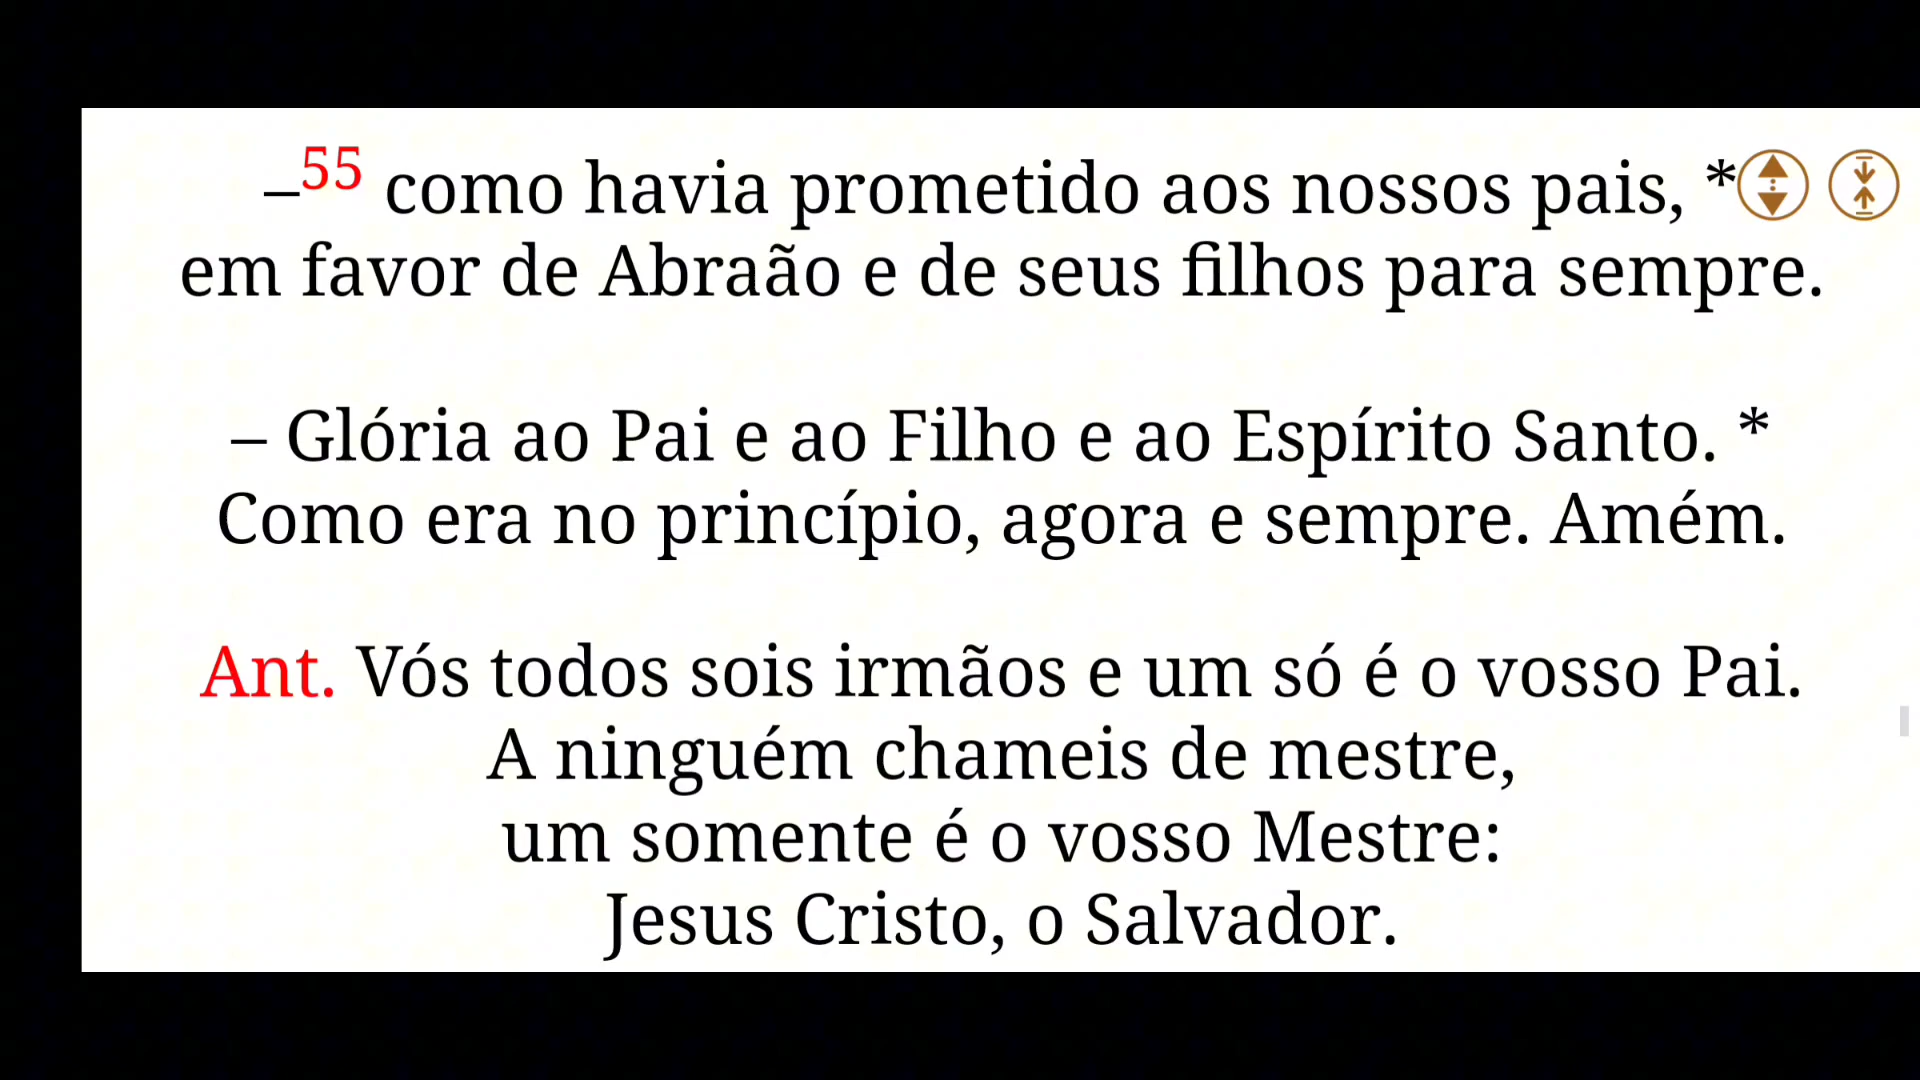 –55 como havia prometido aos nossos pais, *
em favor de Abraão e de seus filhos para sempre.
– Glória ao Pai e ao Filho e ao Espírito Santo. *
Como era no princípio, agora e sempre. Amém.
Ant. Vós todos sois irmãos e um só é o vosso Pai.
A ninguém chameis de mestre,
um somente é o vosso Mestre:
Jesus Cristo, o Salvador.